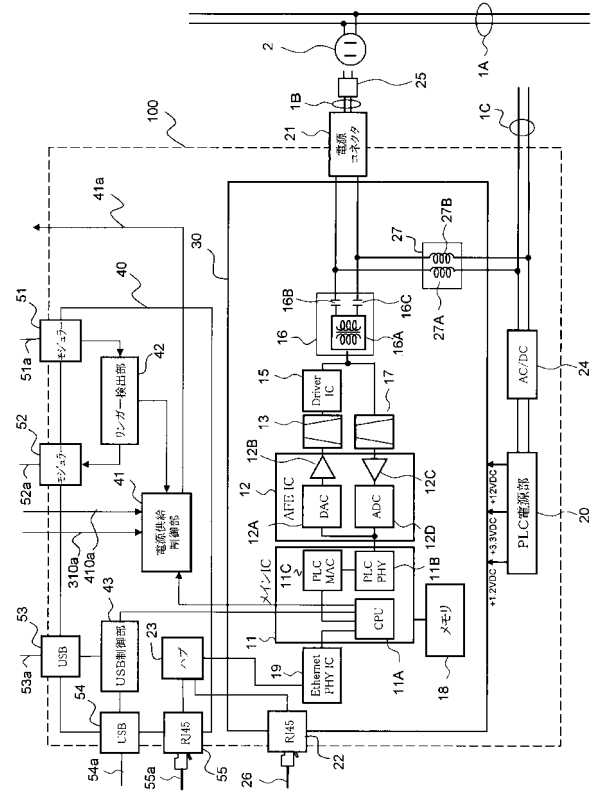 1A
2
25
1B
21
電源
コネクタ
1C
100
41a
30
40
51
51a
モジュラー
42
リンガー検出部
52
52a
モジュラー
41
電源供給
制御部
310a
410a
43
53
53a
USB
USB制御部
23
ハブ
54
54a
USB
RJ45
55a
55
RJ45
26
22
27
27B
27A
16B
16C
16
16A
15
Driver
IC
13
17
12B
12
AFE IC
12C
DAC
ADC
12A
12D
メインIC
11C
PLC
MAC
PLC
PHY
11B
11
CPU
11A
19
Ethernet
PHY IC
メモリ
18
AC/DC
24
PLC電源部
20
+12VDC
+3.3VDC
+1.2VDC